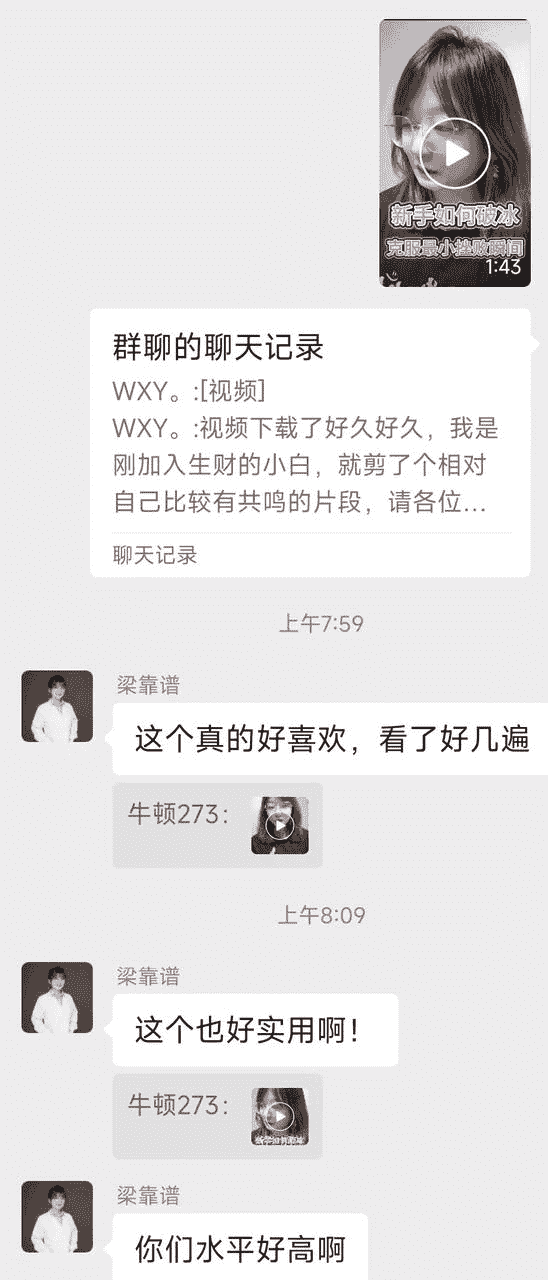 新手如何破冰
克服最小挫败瞬间
1:43
群聊的聊天记录
WXY。:[视频]
WXY。:视频下载了好久好久，我是
刚加入生财的小白，就剪了个相对
自己比较有共鸣的片段，请各位...
聊天记录
上午7:59
梁靠谱
这个真的好喜欢，看了好几遍
牛顿273：
上午8:09
梁靠谱
这个也好实用啊！
牛顿273：
新手如何破冰
梁靠谱
你们水平好高啊